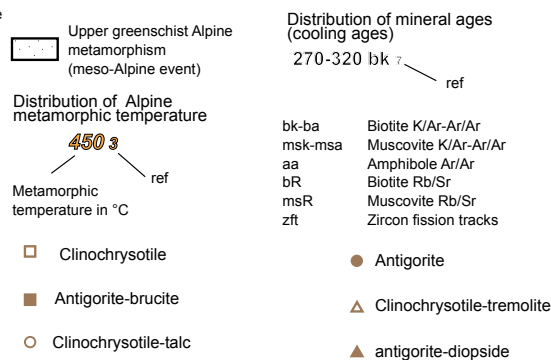 e
Upper greenschist Alpine
metamorphism
(meso-Alpine event)
Distribution of Alpine
metamorphic temperature
450 3
ref
Metamorphic
temperature in °C
Clinochrysotile
Antigorite-brucite
Clinochrysotile-talc
Distribution of mineral ages
(cooling ages)
270-320 bk 7
ref
bk-ba Biotite K/Ar-Ar/Ar
msk-msa Muscovite K/Ar-Ar/Ar
aa Amphibole Ar/Ar
bR Biotite Rb/Sr
msR Muscovite Rb/Sr
zft Zircon fission tracks
Antigorite
Clinochrysotile-tremolite
antigorite-diopside